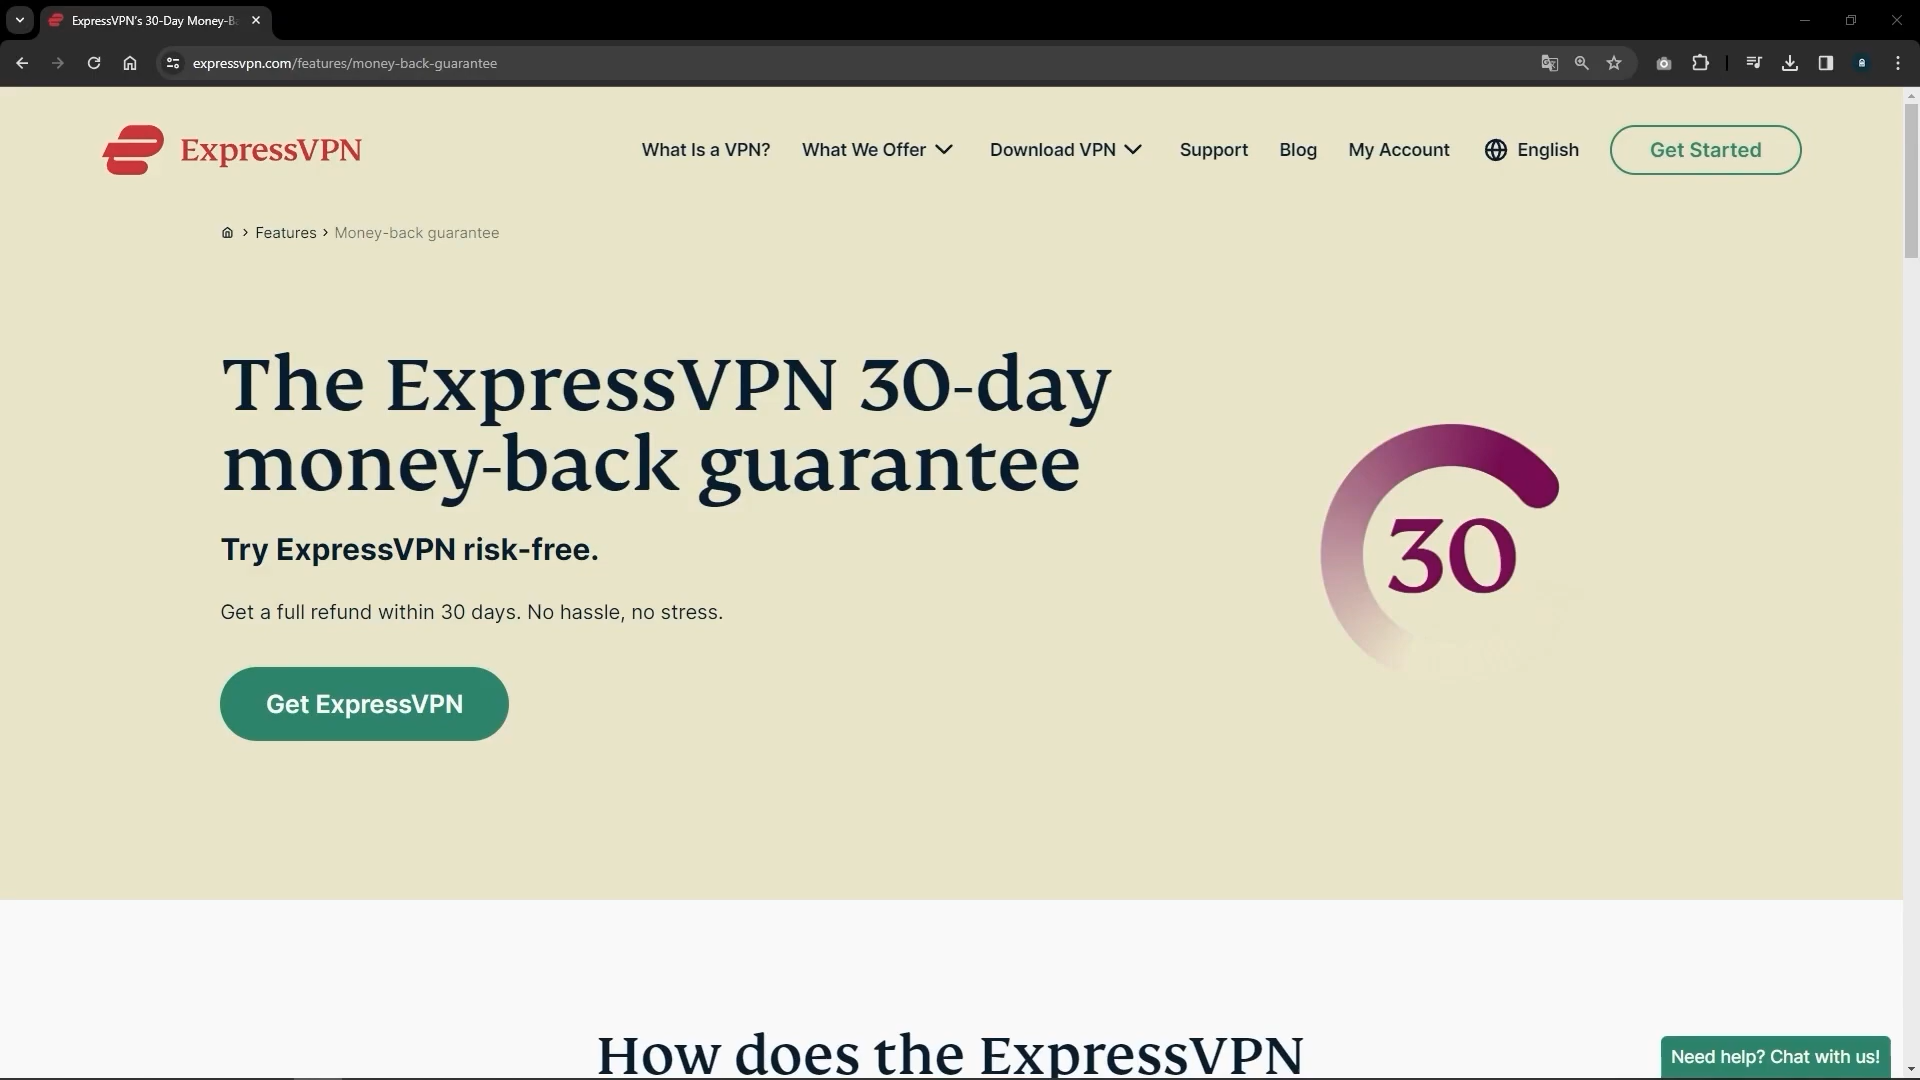 ExpressVPN's 30-Day Money-B
expressvpn.com/features/money-back-guarantee
ExpressVPN
What Is a VPN? What We Offer Download VPN Support Blog My Account English Get Started
Features Money-back guarantee
The ExpressVPN 30-day
money-back guarantee
Try ExpressVPN risk-free.
30
Get a full refund within 30 days. No hassle, no stress.
Get ExpressVPN
How does the ExpressVPN
Need help? Chat with us!